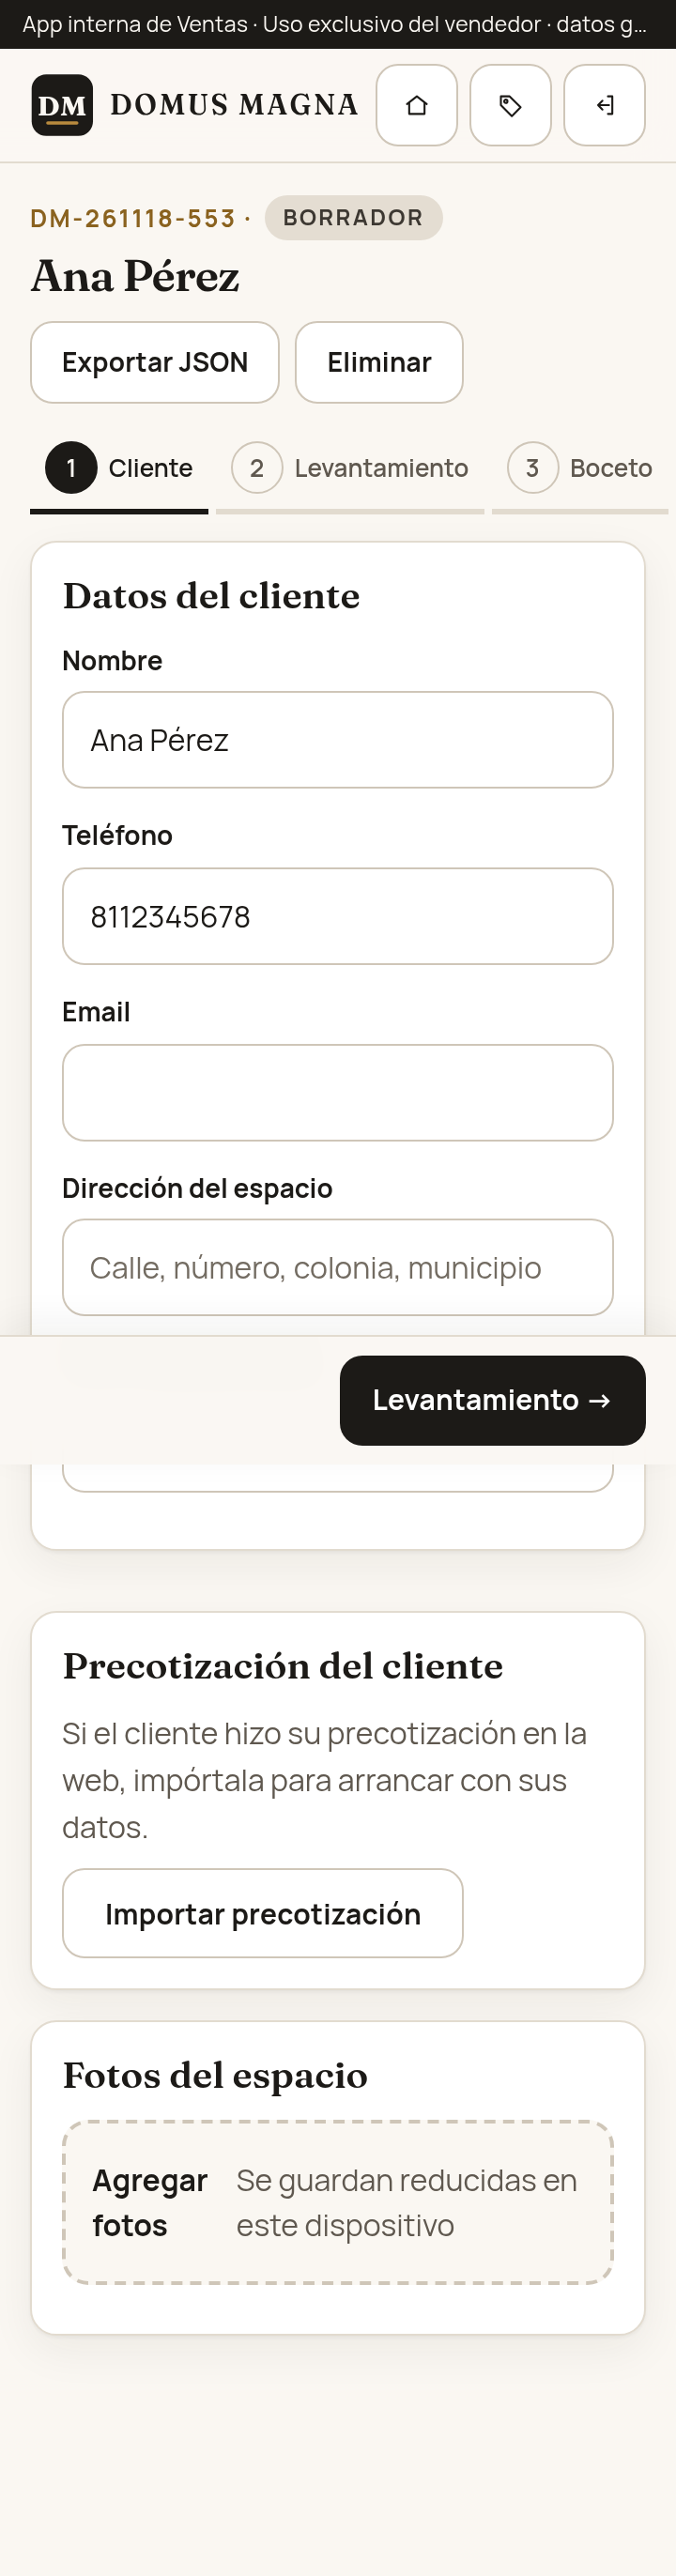 App interna de Ventas · Uso exclusivo del vendedor · datos g…
DM DOMUS MAGNA
DM-261118-553 · BORRADOR
Ana Pérez
Exportar JSON Eliminar
1 Cliente 2 Levantamiento 3 Boceto
Datos del cliente
Nombre
Ana Pérez
Teléfono
8112345678
Email
Dirección del espacio
Calle, número, colonia, municipio
Levantamiento →
Precotización del cliente
Si el cliente hizo su precotización en la
web, impórtala para arrancar con sus
datos.
Importar precotización
Fotos del espacio
Agregar fotos
Se guardan reducidas en
este dispositivo